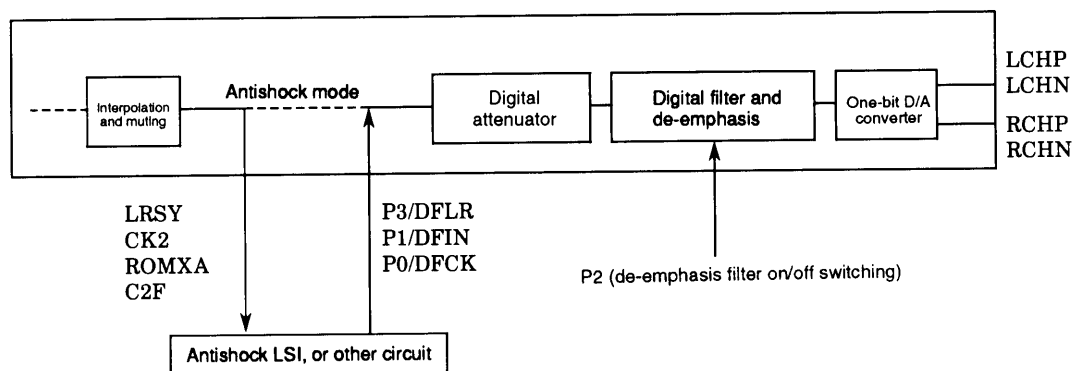 Interpolation
and muting
Antishock mode
Digital
attenuator
Digital filter and
de-emphasis
One-bit D/A
converter
LCHP
LCHN
RCHP
RCHN
LRSY
CK2
ROMXA
C2F
P3/DFLR
P1/DFIN
P0/DFCK
P2 (de-emphasis filter on/off switching)
Antishock LSI, or other circuit